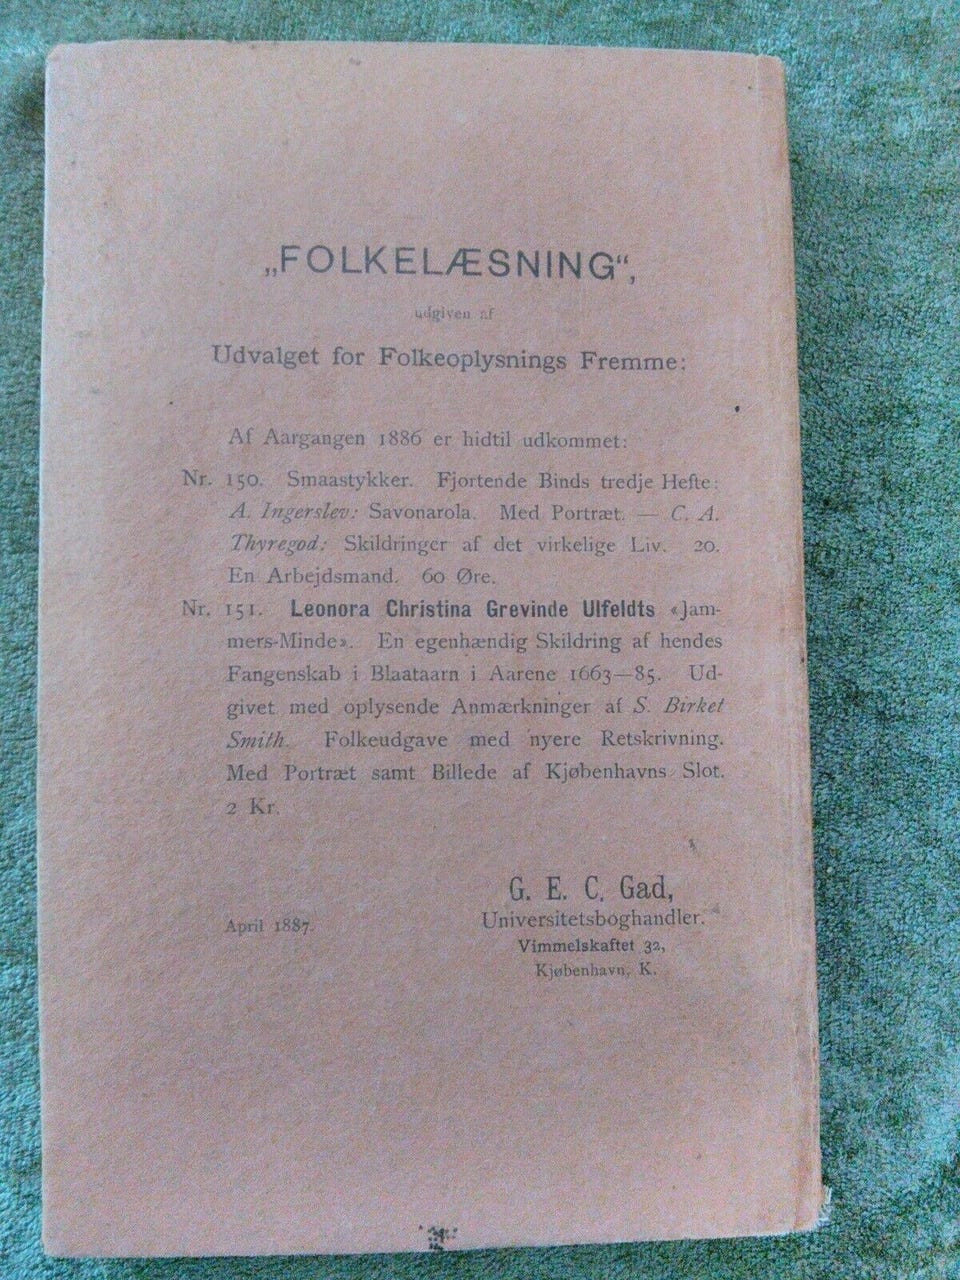 „FOLKELÆSNING“,
udgiven af
Udvalget for Folkeoplysnings Fremme:
Af Aargangen 1886 er hidtil udkommet:
Nr. 150. Smaastykker. Fjortende Binds tredje Hefte:
A. Ingerslev: Savonarola. Med Portræt. — C. A.
Thyregod: Skildringer af det virkelige Liv. 20.
En Arbejdsmand. 60 Øre.
Nr. 151. Leonora Christina Grevinde Ulfeldts «Jam-
mers-Minde». En egenhændig Skildring af hendes
Fangenskab i Blaataarn i Aarene 1663—85. Ud-
givet med oplysende Anmærkninger af S. Birket
Smith. Folkeudgave med nyere Retskrivning.
Med Portræt samt Billede af Kjøbenhavns Slot.
2 Kr.
G. E. C. Gad,
Universitetsboghandler.
April 1887.
Vimmelskaftet 32,
Kjøbenhavn, K.